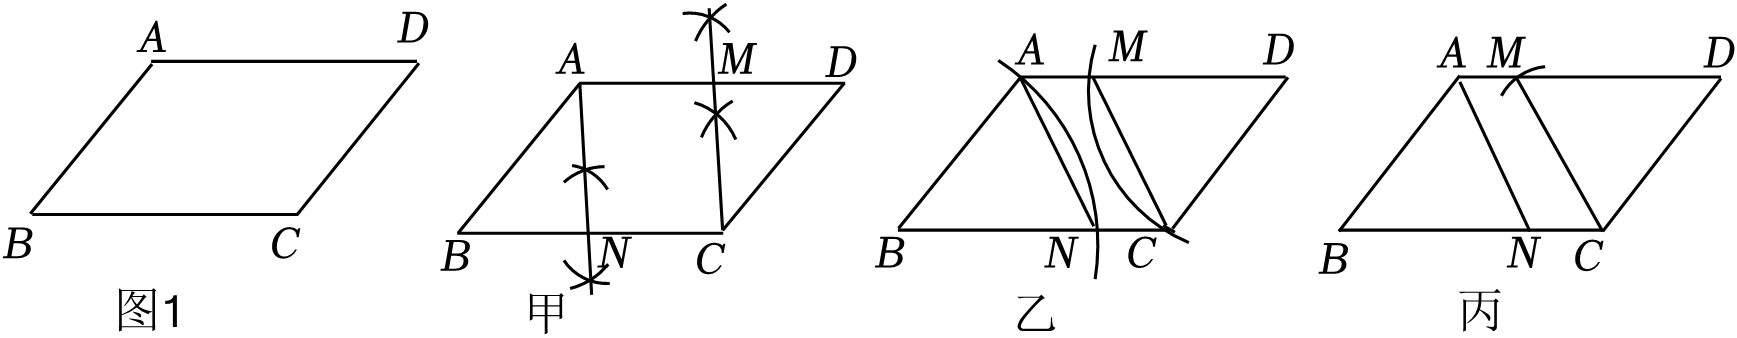 A D B C 图1
A M D B N C 甲
A M D B N C 乙
A M D B N C 丙